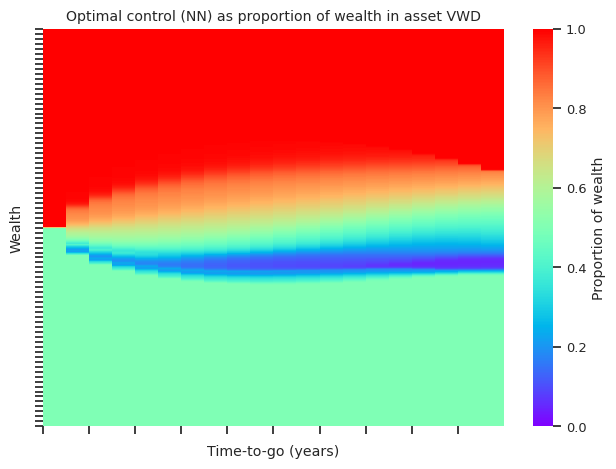 Optimal control (NN) as proportion of wealth in asset VWD
Wealth
Time-to-go (years)
1.0
0.8
0.6
0.4
0.2
0.0
Proportion of wealth